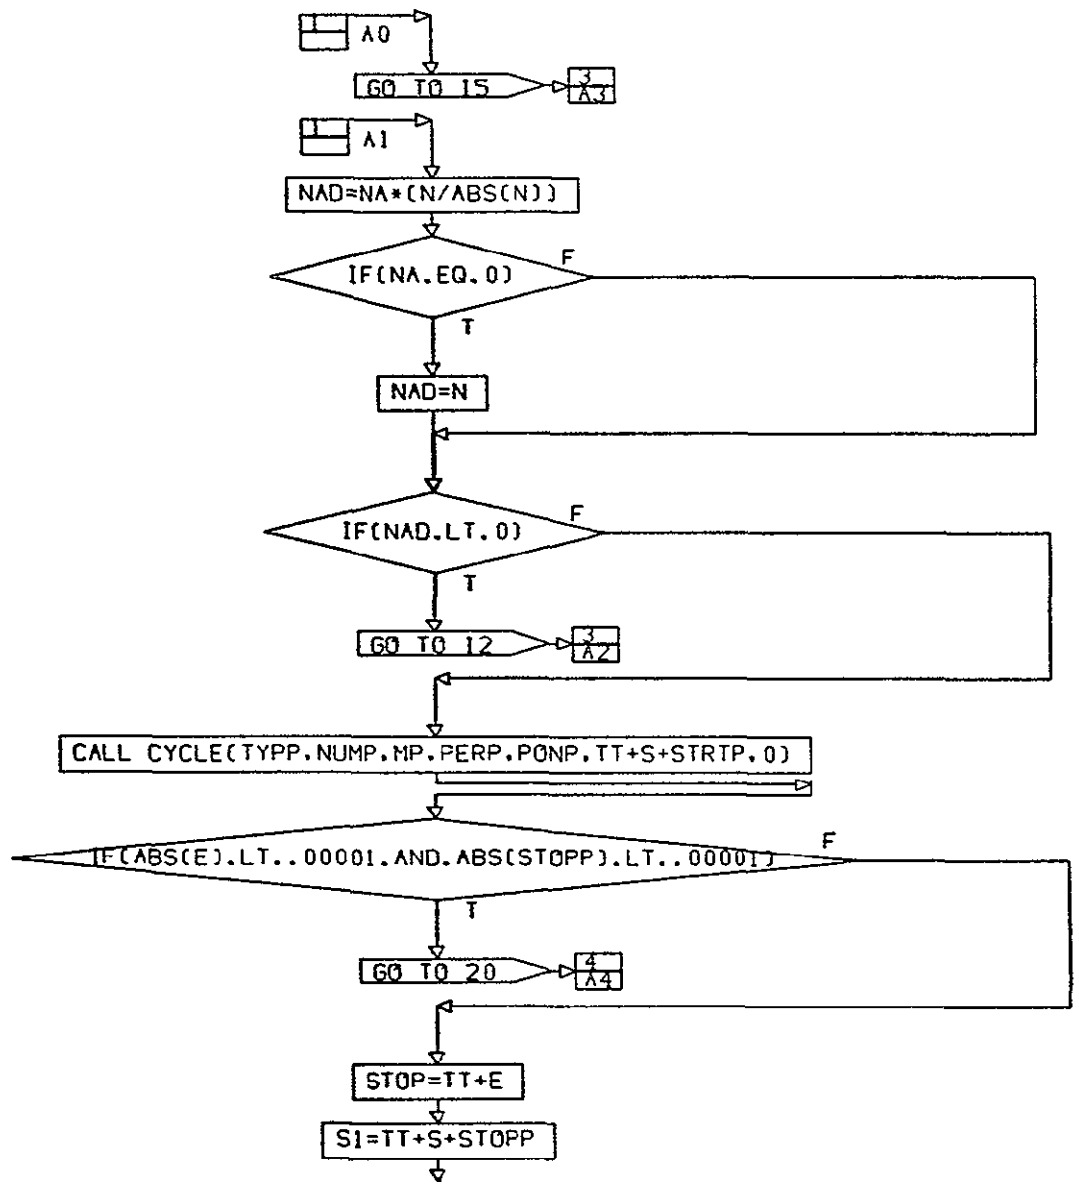 1
A0
GO TO 15
3
A3
1
A1
NAD=NA*(N/ABS(N))
IF(NA.EQ.0)
F
T
NAD=N
IF(NAD.LT.0)
F
T
GO TO 12
3
A2
CALL CYCLE(TYPP,NUMP,MP,PERP,PONP,TT+S+STRTP,0)
IF(ABS(E).LT..00001.AND.ABS(STOPP).LT..00001)
F
T
GO TO 20
4
A4
STOP=TT+E
S1=TT+S+STOPP